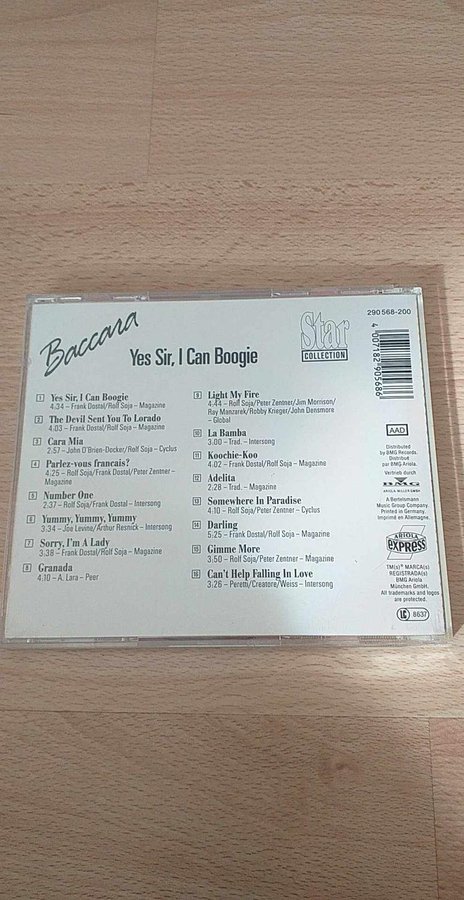 Baccara
Yes Sir, I Can Boogie
Star
COLLECTION
290 568-200
4 007182 905686
1 Yes Sir, I Can Boogie
4:34 – Frank Dostal/Rolf Soja – Magazine
2 The Devil Sent You To Lorado
4:03 – Frank Dostal/Rolf Soja – Magazine
3 Cara Mia
2:57 – John D'Brien-Docker/Rolf Soja – Cyclus
4 Parlez-vous francais?
4:25 – Rolf Soja/Frank Dostal/Peter Zentner –
Magazine
5 Number One
2:37 – Rolf Soja/Frank Dostal – Intersong
6 Yummy, Yummy, Yummy
3:34 – Joe Levine/Arthur Resnick – Intersong
7 Sorry, I'm A Lady
3:38 – Frank Dostal/Rolf Soja – Magazine
8 Granada
4:10 – A. Lara – Peer
9 Light My Fire
4:44 – Rolf Soja/Peter Zentner/Jim Morrison/
Ray Manzarek/Robby Krieger/John Densmore
– Global
10 La Bamba
3:00 – Trad. – Intersong
11 Koochie-Koo
4:02 – Frank Dostal/Rolf Soja – Magazine
12 Adelita
2:28 – Trad. – Magazine
13 Somewhere In Paradise
4:10 – Rolf Soja/Peter Zentner – Cyclus
14 Darling
5:25 – Frank Dostal/Rolf Soja – Magazine
15 Gimme More
3:50 – Rolf Soja/Peter Zentner – Magazine
16 Can't Help Falling In Love
3:26 – Peretti/Creatore/Weiss – Intersong
AAD
Distributed
by BMG Records.
Distribué
par BMG Ariola.
Vertrieb durch
BMG
ARIOLA MILLER GMBH
A Bertelsmann
Music Group Company.
Printed in Germany.
Imprimé en Allemagne.
ARIOLA
EXPRESS
TM(s)® MARCA(S)
REGISTRADA(S)
BMG Ariola
München GmbH.
All trademarks and logos
are protected.
LC 8637